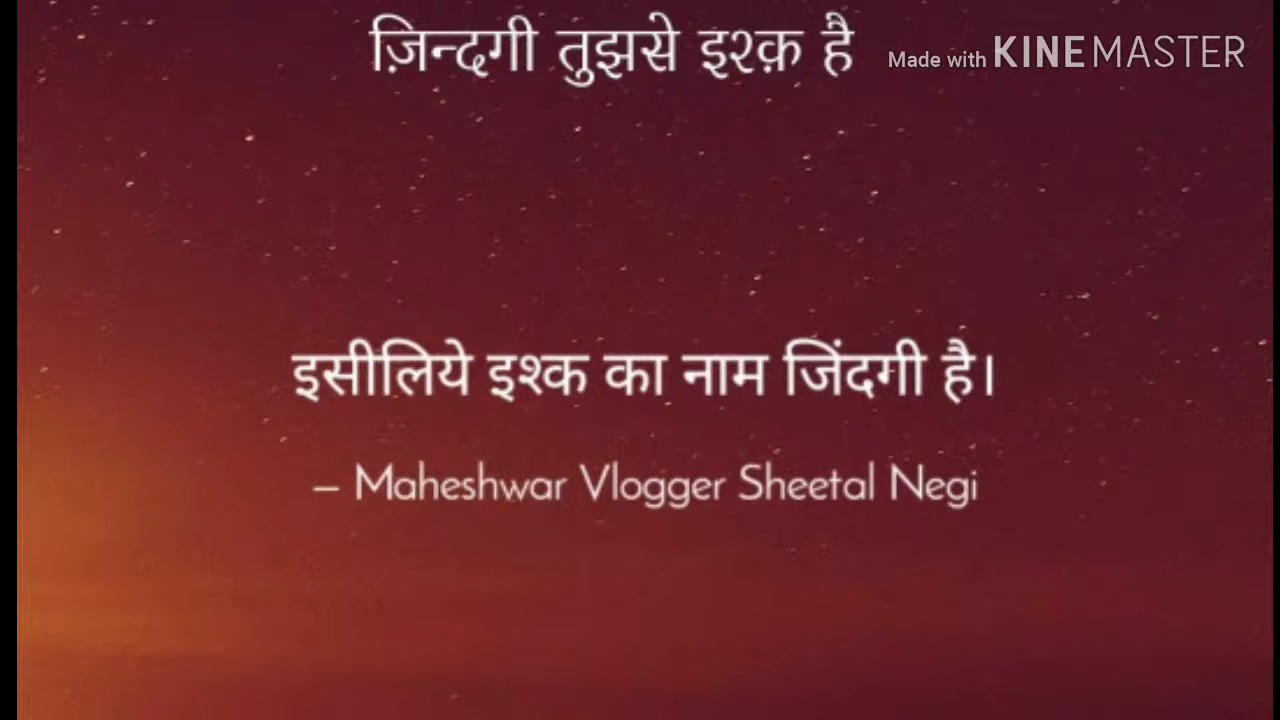 ज़िन्दगी तुझसे इश्क़ है
Made with KINEMASTER
इसीलिये इश्क का नाम जिंदगी है।
– Maheshwar Vlogger Sheetal Negi